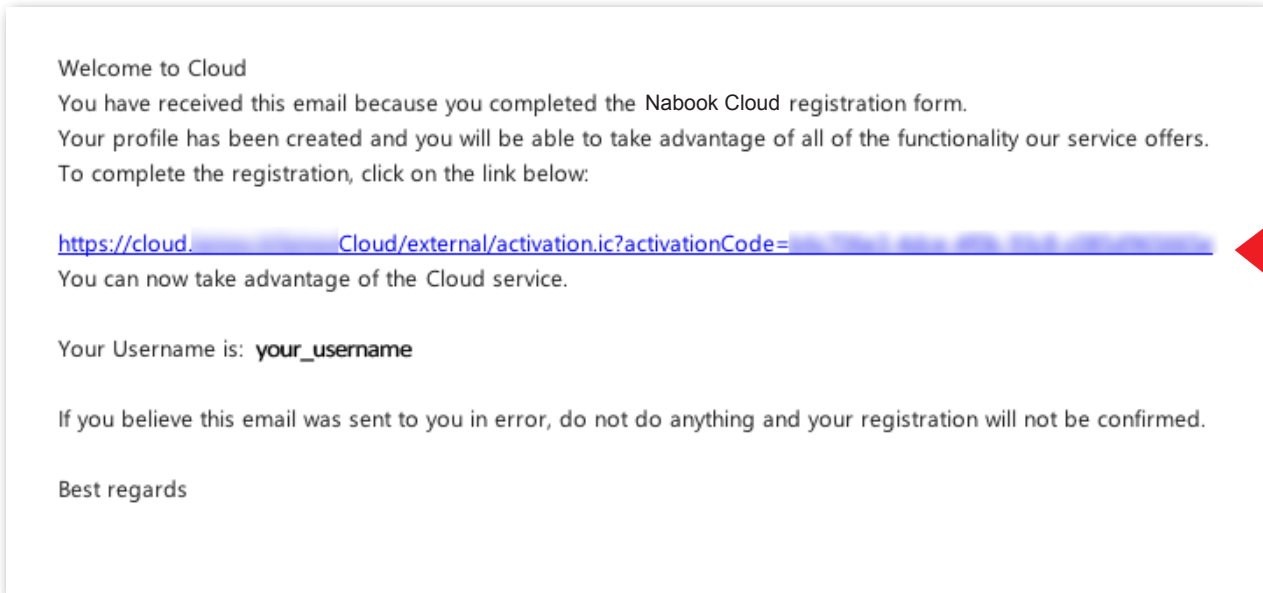 Welcome to Cloud
You have received this email because you completed the Nabook Cloud registration form.
Your profile has been created and you will be able to take advantage of all of the functionality our service offers.
To complete the registration, click on the link below:
https://cloud. Cloud/external/activation.ic?activationCode=
You can now take advantage of the Cloud service.
Your Username is: your_username
If you believe this email was sent to you in error, do not do anything and your registration will not be confirmed.
Best regards